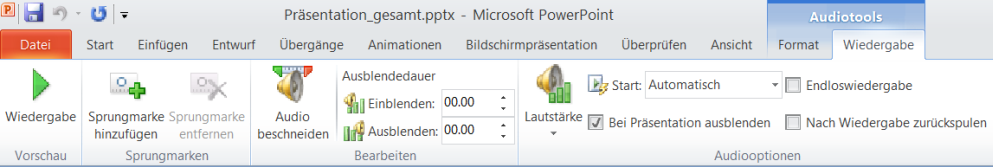 Präsentation_gesamt.pptx - Microsoft PowerPoint
Audiotools
Datei Start Einfügen Entwurf Übergänge Animationen Bildschirmpräsentation Überprüfen Ansicht Format Wiedergabe
Wiedergabe
Vorschau
Sprungmarke hinzufügen
Sprungmarke entfernen
Sprungmarken
Audio beschneiden
Ausblendedauer
Einblenden: 00.00
Ausblenden: 00.00
Bearbeiten
Lautstärke
Start: Automatisch
Bei Präsentation ausblenden
Endloswiedergabe
Nach Wiedergabe zurückspulen
Audiooptionen